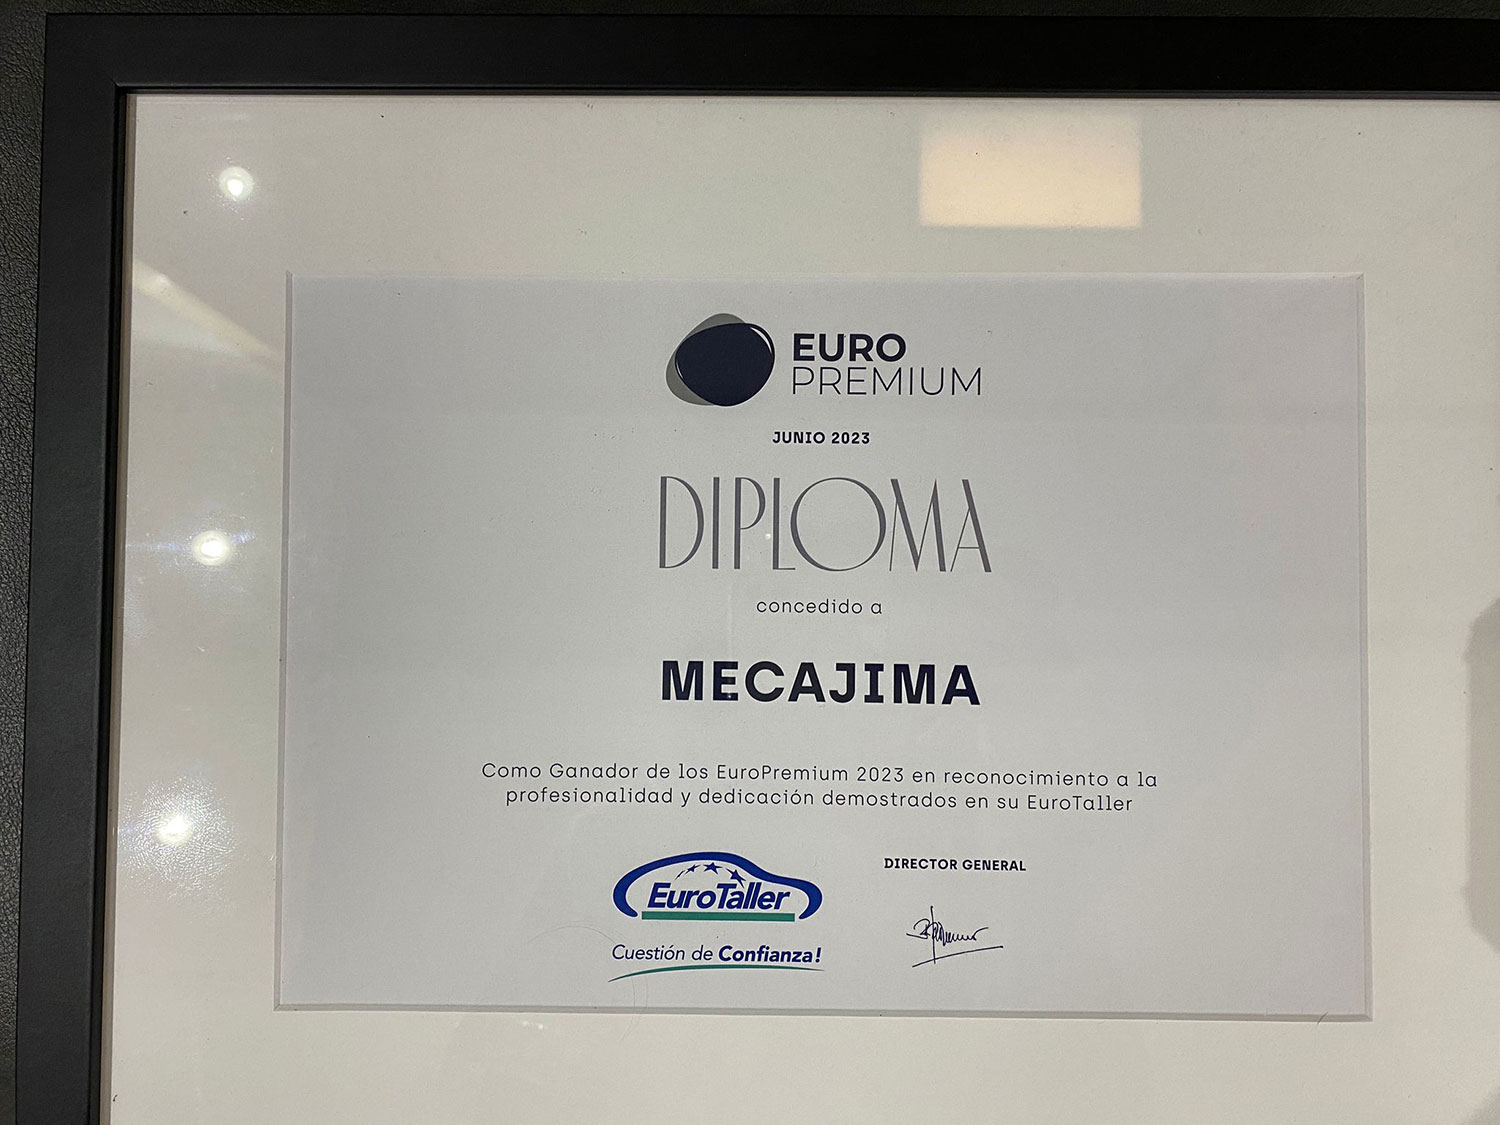 EURO
PREMIUM
JUNIO 2023
DIPLOMA
concedido a
MECAJIMA
Como Ganador de los EuroPremium 2023 en reconocimiento a la
profesionalidad y dedicación demostrados en su EuroTaller
EuroTaller
Cuestión de Confianza!
DIRECTOR GENERAL